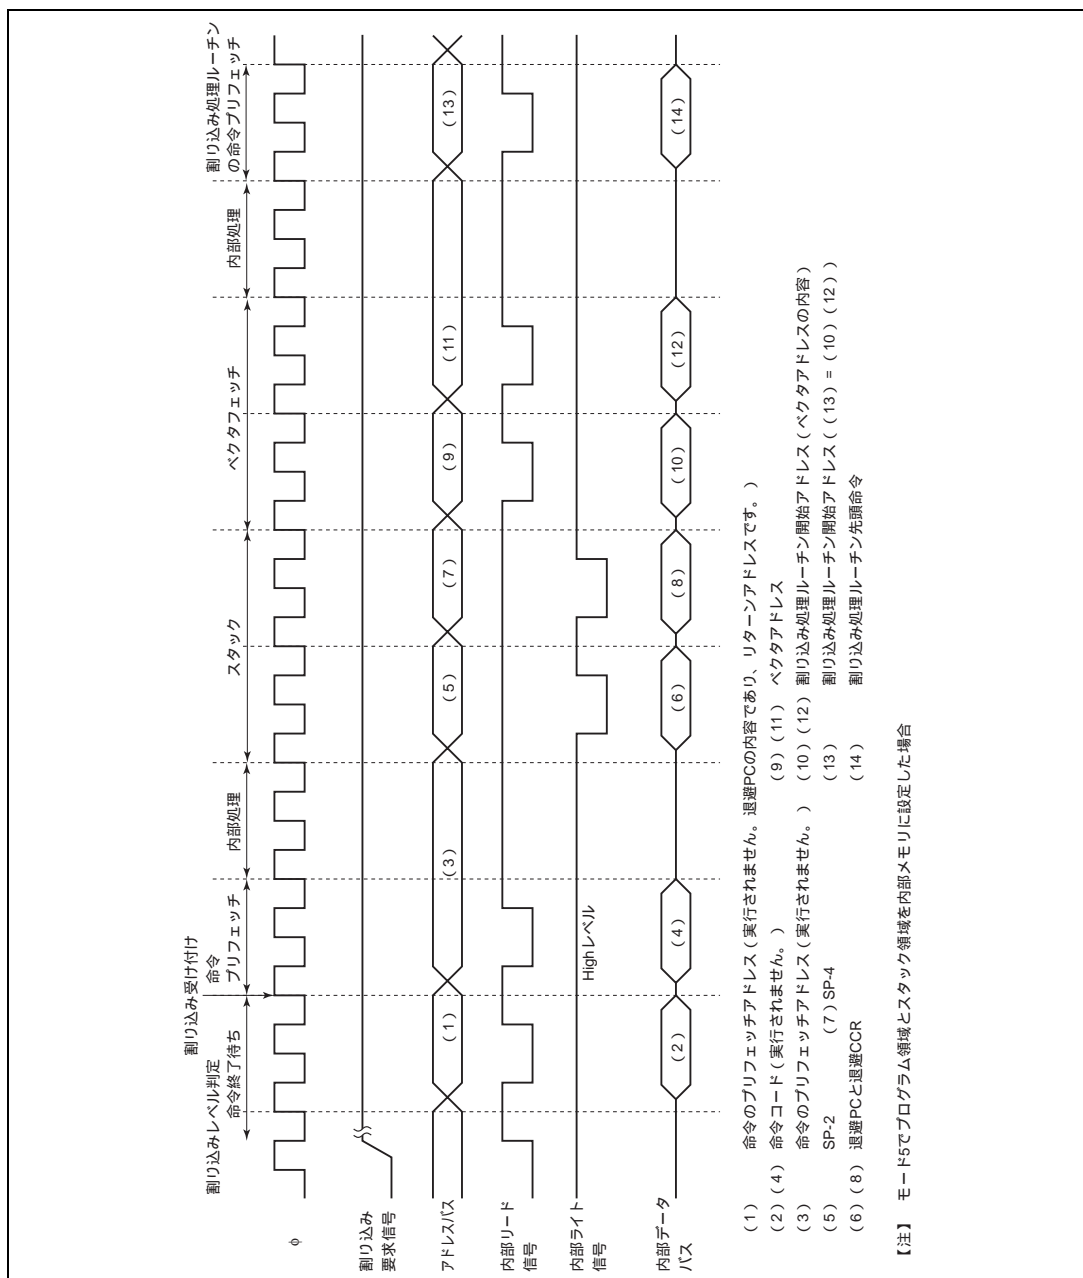 割り込み受け付け
割り込みレベル判定
命令終了待ち
命令
プリフェッチ
内部処理
スタック
ベクタフェッチ
内部処理
割り込み処理ルーチン
の命令プリフェッチ
φ
割り込み
要求信号
アドレスバス
(1)
(3)
(5)
(7)
(9)
(11)
(13)
内部リード
信号
内部ライト
信号
Highレベル
内部データ
バス
(2)
(4)
(6)
(8)
(10)
(12)
(14)
(1) 命令のプリフェッチアドレス(実行されません。退避PCの内容であり、リターンアドレスです。)
(2)(4) 命令コード(実行されません。)
(3) 命令のプリフェッチアドレス(実行されません。)
(5) SP-2 (7)SP-4
(6)(8) 退避PCと退避CCR
(9)(11) ベクタアドレス
(10)(12) 割り込み処理ルーチン開始アドレス(ベクタアドレスの内容)
(13) 割り込み処理ルーチン開始アドレス((13)=(10)(12))
(14) 割り込み処理ルーチン先頭命令
【注】 モード5でプログラム領域とスタック領域を内部メモリに設定した場合